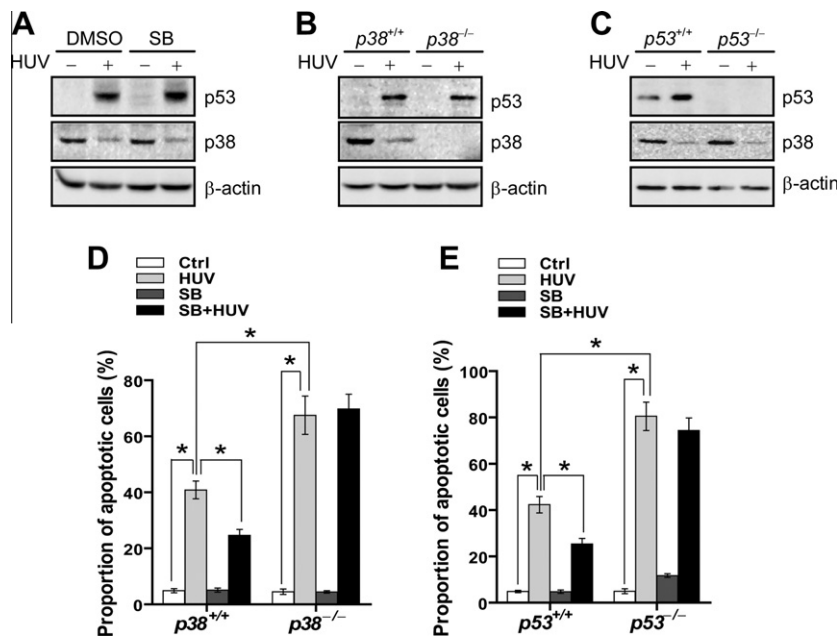 A
DMSO SB
HUV − + − +
p53
p38
β-actin
B
p38+/+ p38−/−
HUV − + − +
p53
p38
β-actin
C
p53+/+ p53−/−
HUV − + − +
p53
p38
β-actin
D
Ctrl
HUV
SB
SB+HUV
Proportion of apoptotic cells (%)
80
60
40
20
0
* * * *
p38+/+ p38−/−
E
Ctrl
HUV
SB
SB+HUV
Proportion of apoptotic cells (%)
100
80
60
40
20
0
* * * *
p53+/+ p53−/−